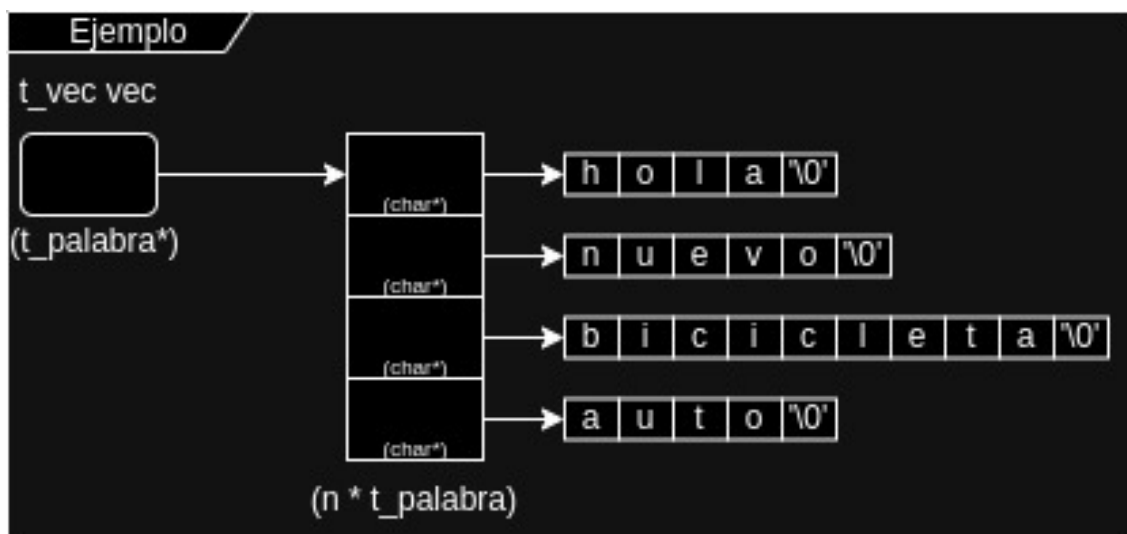 Ejemplo
t_vec vec
(t_palabra*)
(char*)
h o l a '\0'
(char*)
n u e v o '\0'
(char*)
b i c i c l e t a '\0'
(char*)
a u t o '\0'
(n * t_palabra)